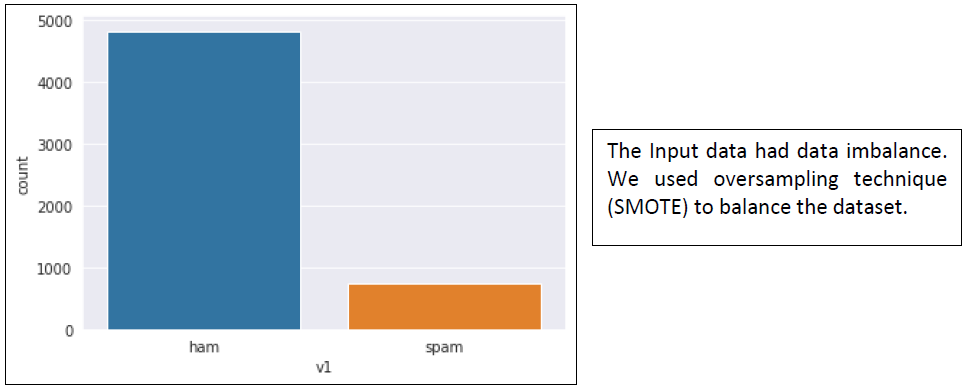 5000
4000
3000
2000
1000
0
count
ham
spam
v1
The Input data had data imbalance.
We used oversampling technique
(SMOTE) to balance the dataset.